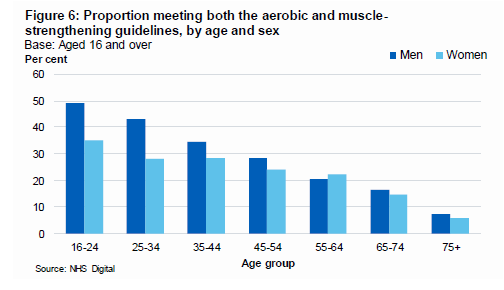 Figure 6: Proportion meeting both the aerobic and muscle-
strengthening guidelines, by age and sex
Base: Aged 16 and over
Per cent
Men Women
60
50
40
30
20
10
0
16-24 25-34 35-44 45-54 55-64 65-74 75+
Age group
Source: NHS Digital